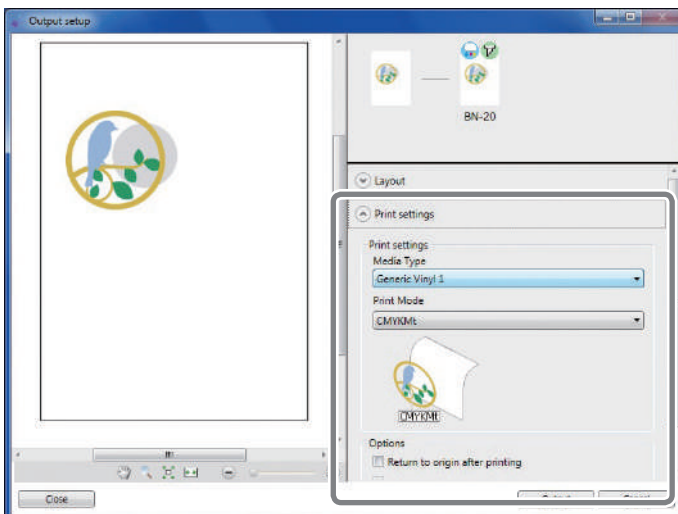 Output setup
BN-20
Layout
Print settings
Print settings
Media Type
Generic Vinyl 1
Print Mode
CMYKMt
CMYKMt
Options
Return to origin after printing
Close